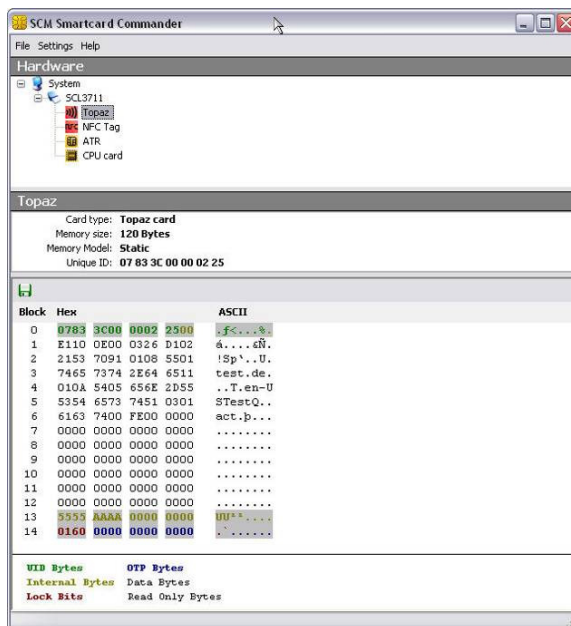 SCM Smartcard Commander
File Settings Help
Hardware
System
SCL3711
Topaz
NFC Tag
ATR
CPU card
Topaz
Card type: Topaz card
Memory size: 120 Bytes
Memory Model: Static
Unique ID: 07 83 3C 00 00 02 25
Block Hex ASCII
0 0783 3C00 0002 2500 .ƒ<...%.
1 E110 0E00 0326 D102 á....&Ñ.
2 2153 7091 0108 5501 !Sp‘..U.
3 7465 7374 2E64 6511 test.de.
4 010A 5405 656E 2D55 ..T.en-U
5 5354 6573 7451 0301 STestQ..
6 6163 7400 FE00 0000 act.þ...
7 0000 0000 0000 0000 ........
8 0000 0000 0000 0000 ........
9 0000 0000 0000 0000 ........
10 0000 0000 0000 0000 ........
11 0000 0000 0000 0000 ........
12 0000 0000 0000 0000 ........
13 5555 AAAA 0000 0000 UUªª....
14 0160 0000 0000 0000 .`......
UID Bytes OTP Bytes
Internal Bytes Data Bytes
Lock Bits Read Only Bytes